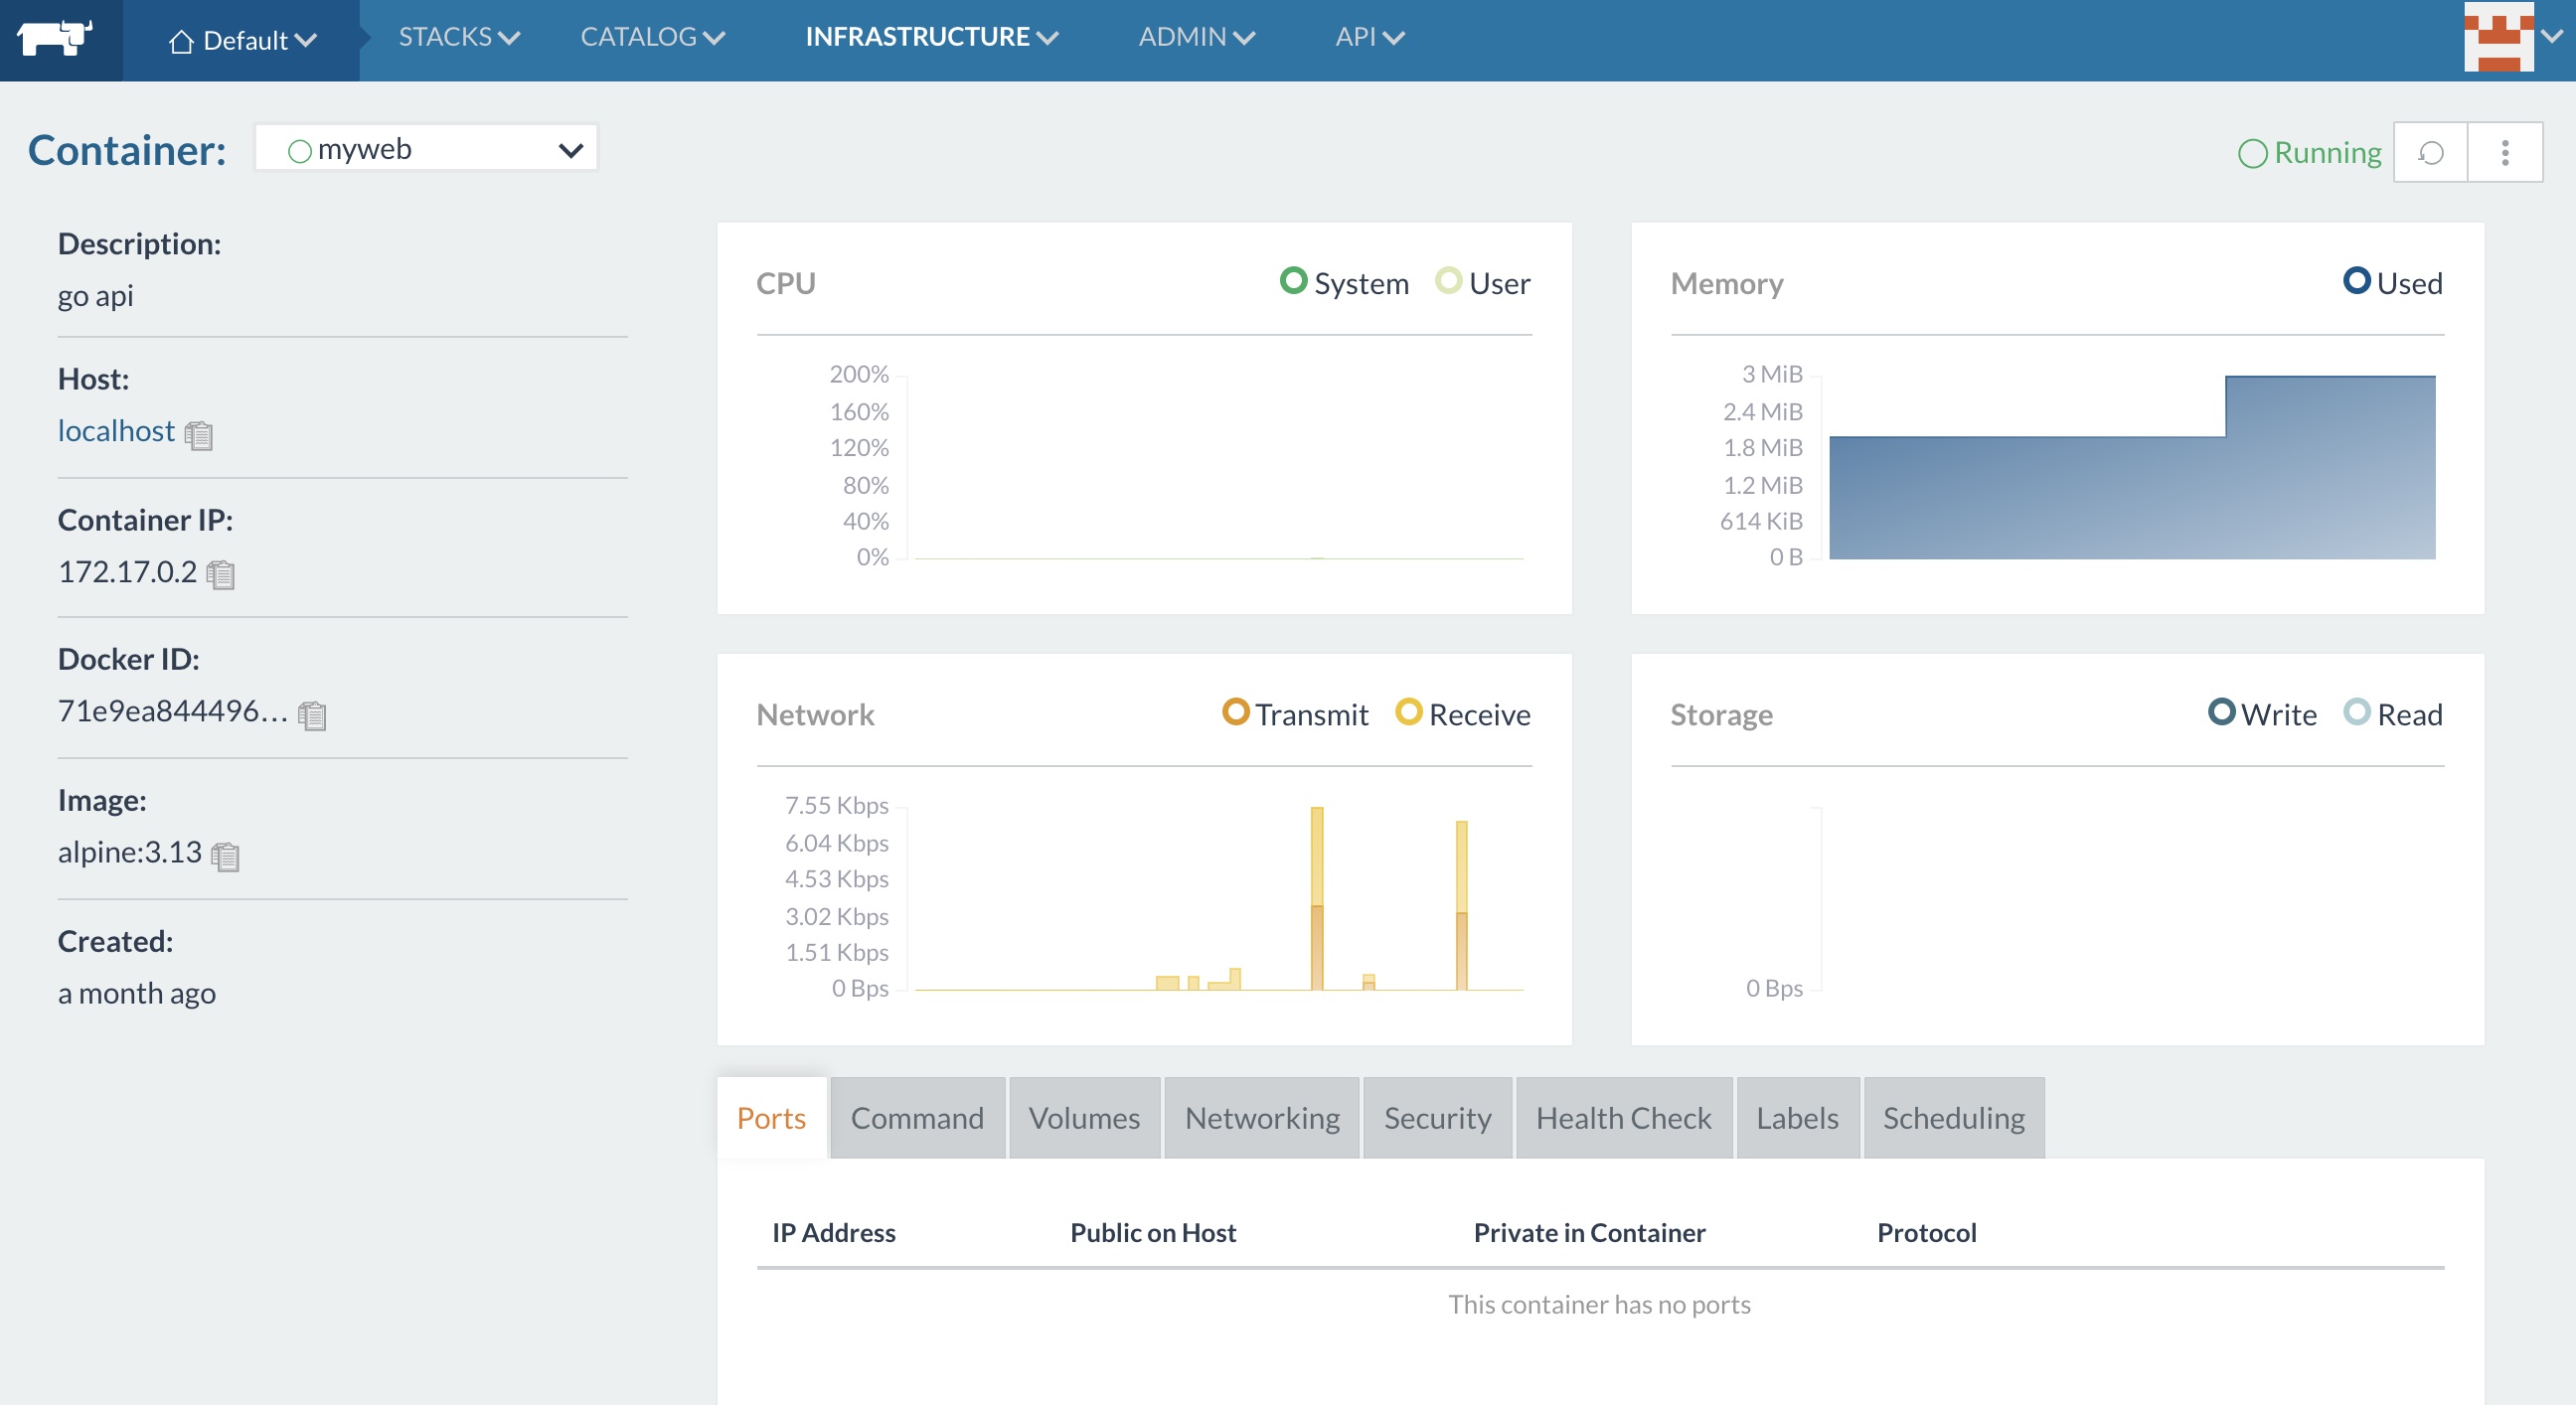 Default STACKS CATALOG INFRASTRUCTURE ADMIN API
Container: myweb Running
Description:
go api
Host:
localhost
Container IP:
172.17.0.2
Docker ID:
71e9ea844496...
Image:
alpine:3.13
Created:
a month ago
CPU System User
200%
160%
120%
80%
40%
0%
Memory Used
3 MiB
2.4 MiB
1.8 MiB
1.2 MiB
614 KiB
0 B
Network Transmit Receive
7.55 Kbps
6.04 Kbps
4.53 Kbps
3.02 Kbps
1.51 Kbps
0 Bps
Storage Write Read
0 Bps
Ports Command Volumes Networking Security Health Check Labels Scheduling
IP Address Public on Host Private in Container Protocol
This container has no ports